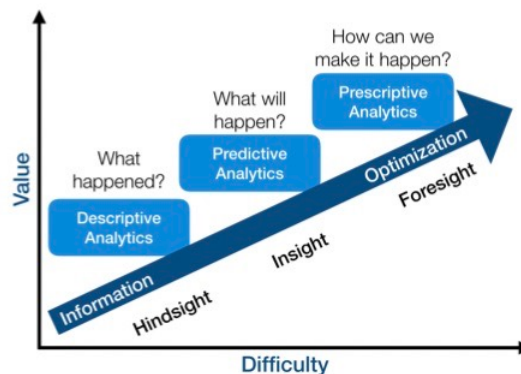 How can we
make it happen?
Prescriptive
Analytics
What will
happen?
Predictive
Analytics
What
happened?
Descriptive
Analytics
Value
Information
Optimization
Hindsight
Insight
Foresight
Difficulty